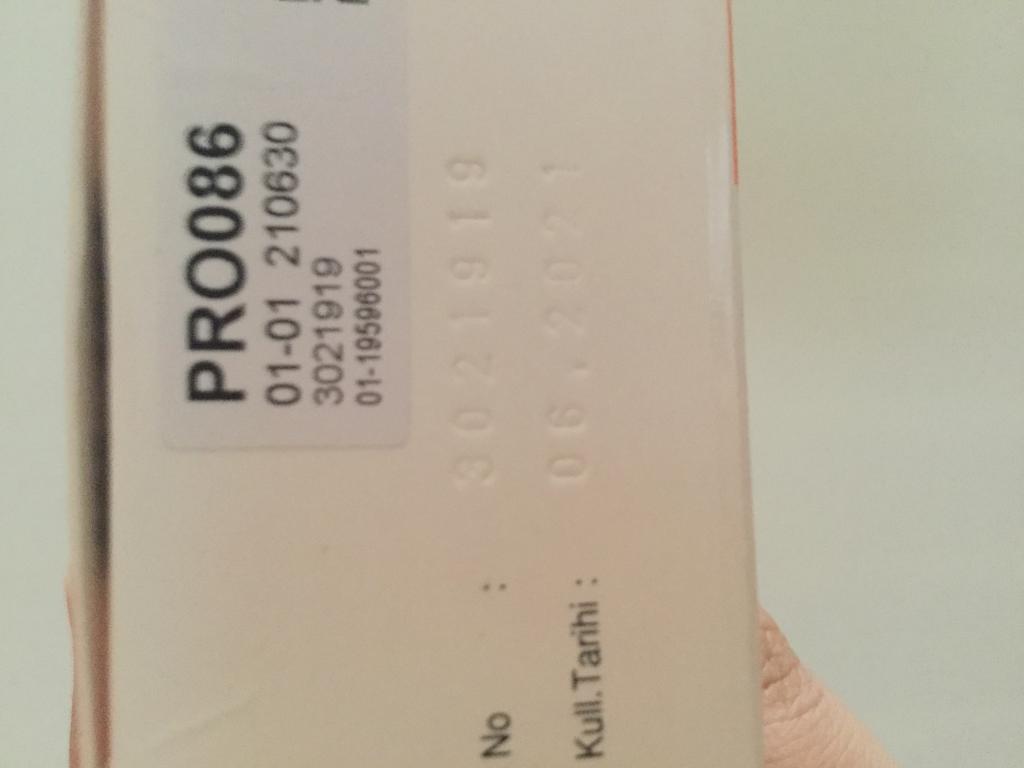 PRO086
01-01 210630
3021919
01-19596001
No : 3021919
Kull.Tarihi : 06.2021